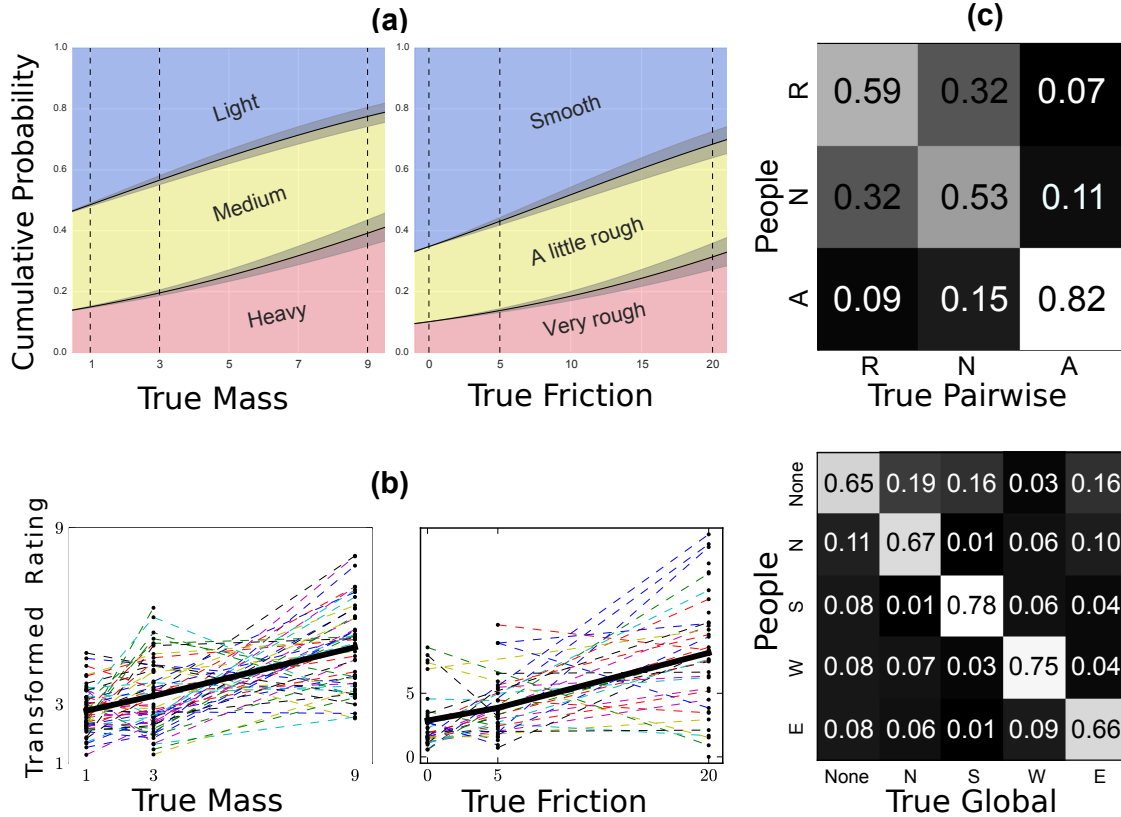 (a)
Cumulative Probability
1.0
0.8
0.6
0.4
0.2
0.0
Light
Medium
Heavy
1 3 5 7 9
True Mass
1.0
0.8
0.6
0.4
0.2
0.0
Smooth
A little rough
Very rough
0 5 10 15 20
True Friction
(c)
People
R 0.59 0.32 0.07
N 0.32 0.53 0.11
A 0.09 0.15 0.82
R N A
True Pairwise
(b)
Transformed Rating
9
3
1
1 3 9
True Mass
5
0
0 5 20
True Friction
People
None 0.65 0.19 0.16 0.03 0.16
N 0.11 0.67 0.01 0.06 0.10
S 0.08 0.01 0.78 0.06 0.04
W 0.08 0.07 0.03 0.75 0.04
E 0.08 0.06 0.01 0.09 0.66
None N S W E
True Global